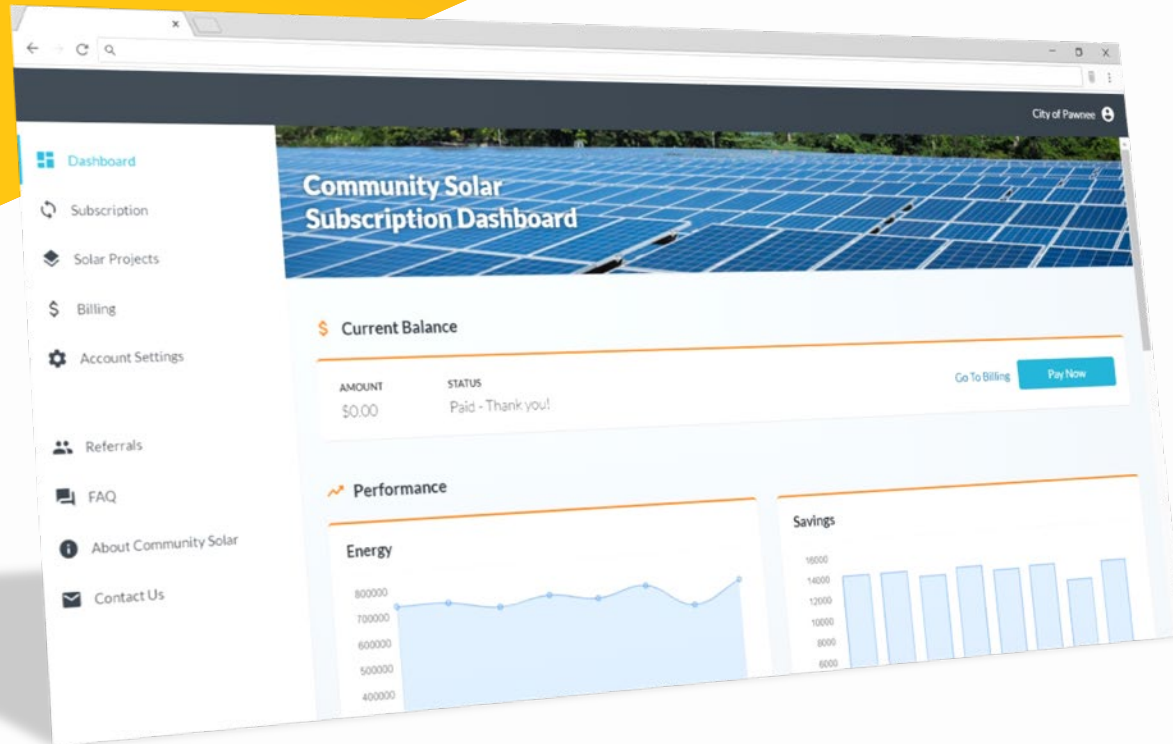 City of Pawnee
Dashboard
Subscription
Solar Projects
Billing
Account Settings
Referrals
FAQ
About Community Solar
Contact Us
Community Solar
Subscription Dashboard
$ Current Balance
AMOUNT STATUS
$0.00 Paid - Thank you!
Go To Billing Pay Now
Performance
Energy
800000
700000
600000
500000
400000
Savings
16000
14000
12000
10000
8000
6000